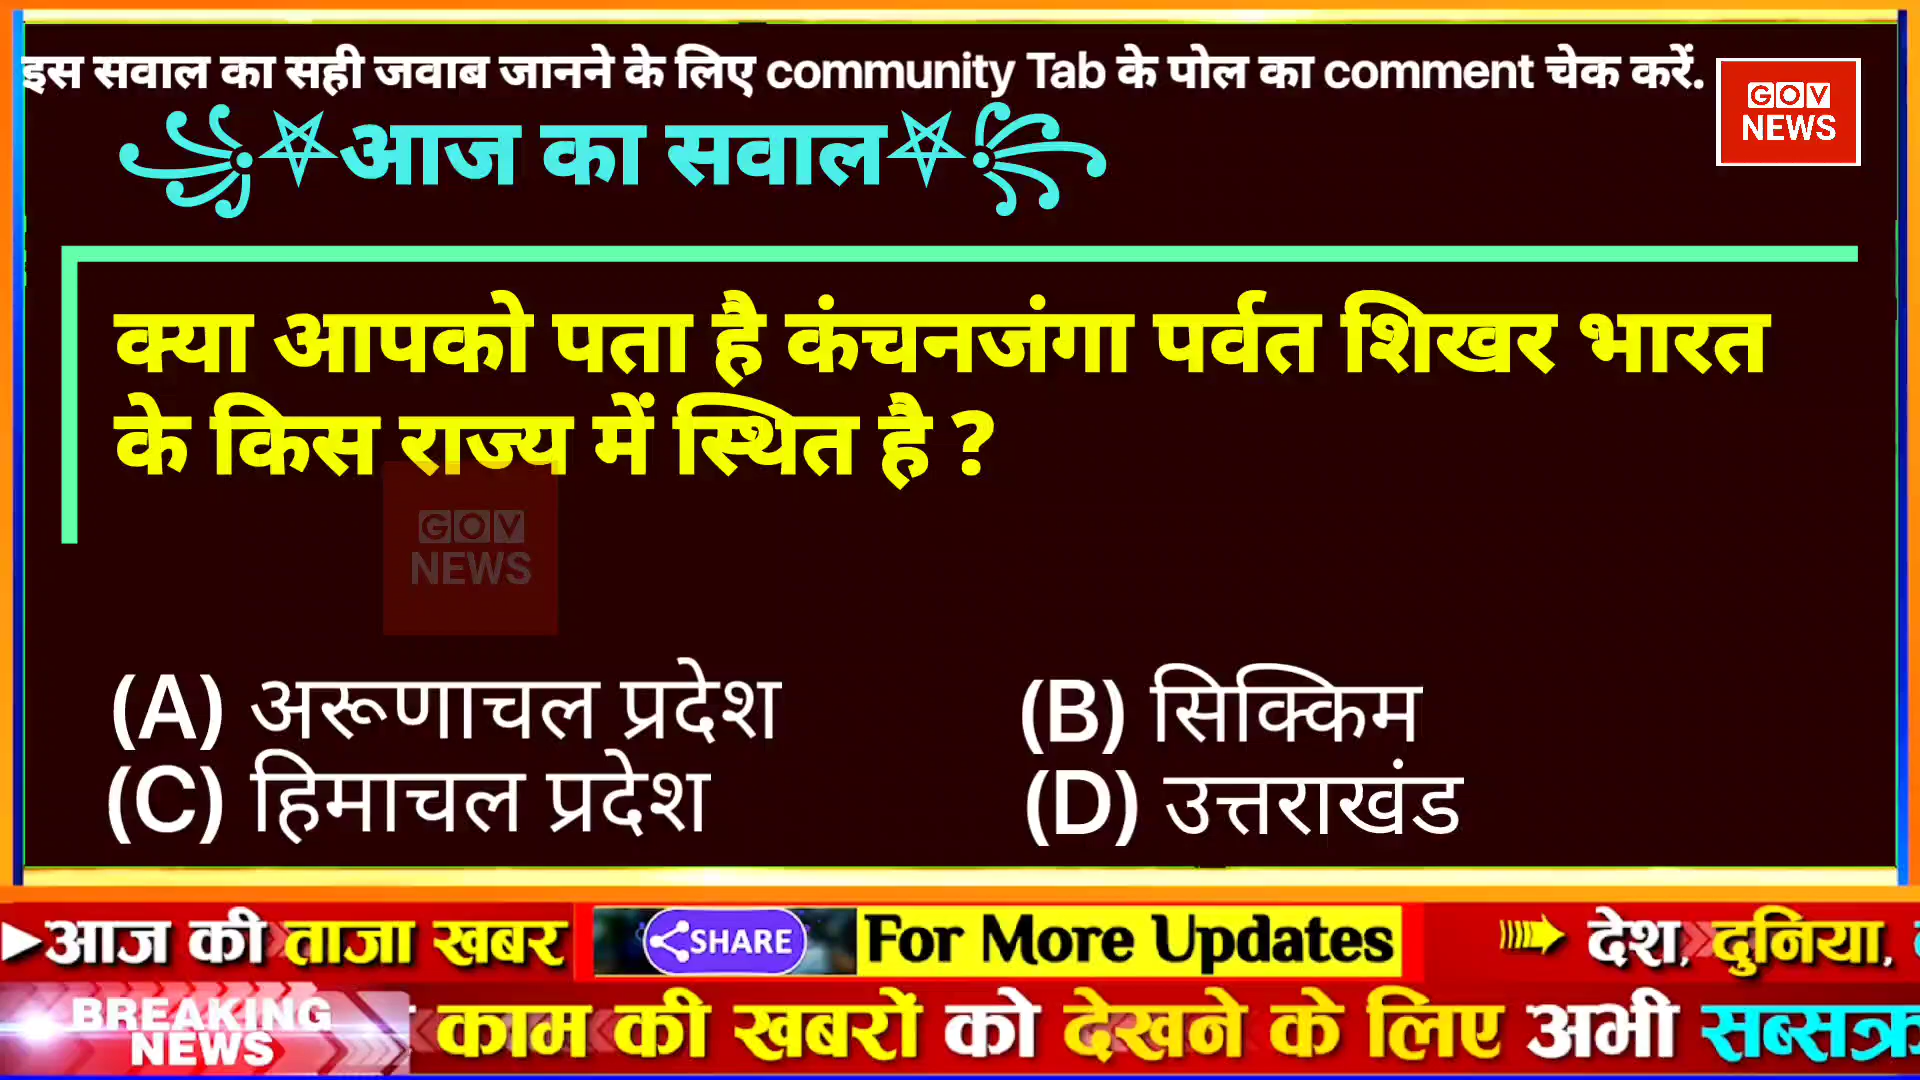 इस सवाल का सही जवाब जानने के लिए community Tab के पोल का comment चेक करें.
GOV
NEWS
आज का सवाल
क्या आपको पता है कंचनजंगा पर्वत शिखर भारत
के किस राज्य में स्थित है ?
GOV
NEWS
(A) अरूणाचल प्रदेश
(B) सिक्किम
(C) हिमाचल प्रदेश
(D) उत्तराखंड
आज की ताजा खबर
SHARE
For More Updates
देश, दुनिया,
BREAKING
NEWS
काम की खबरों को देखने के लिए अभी